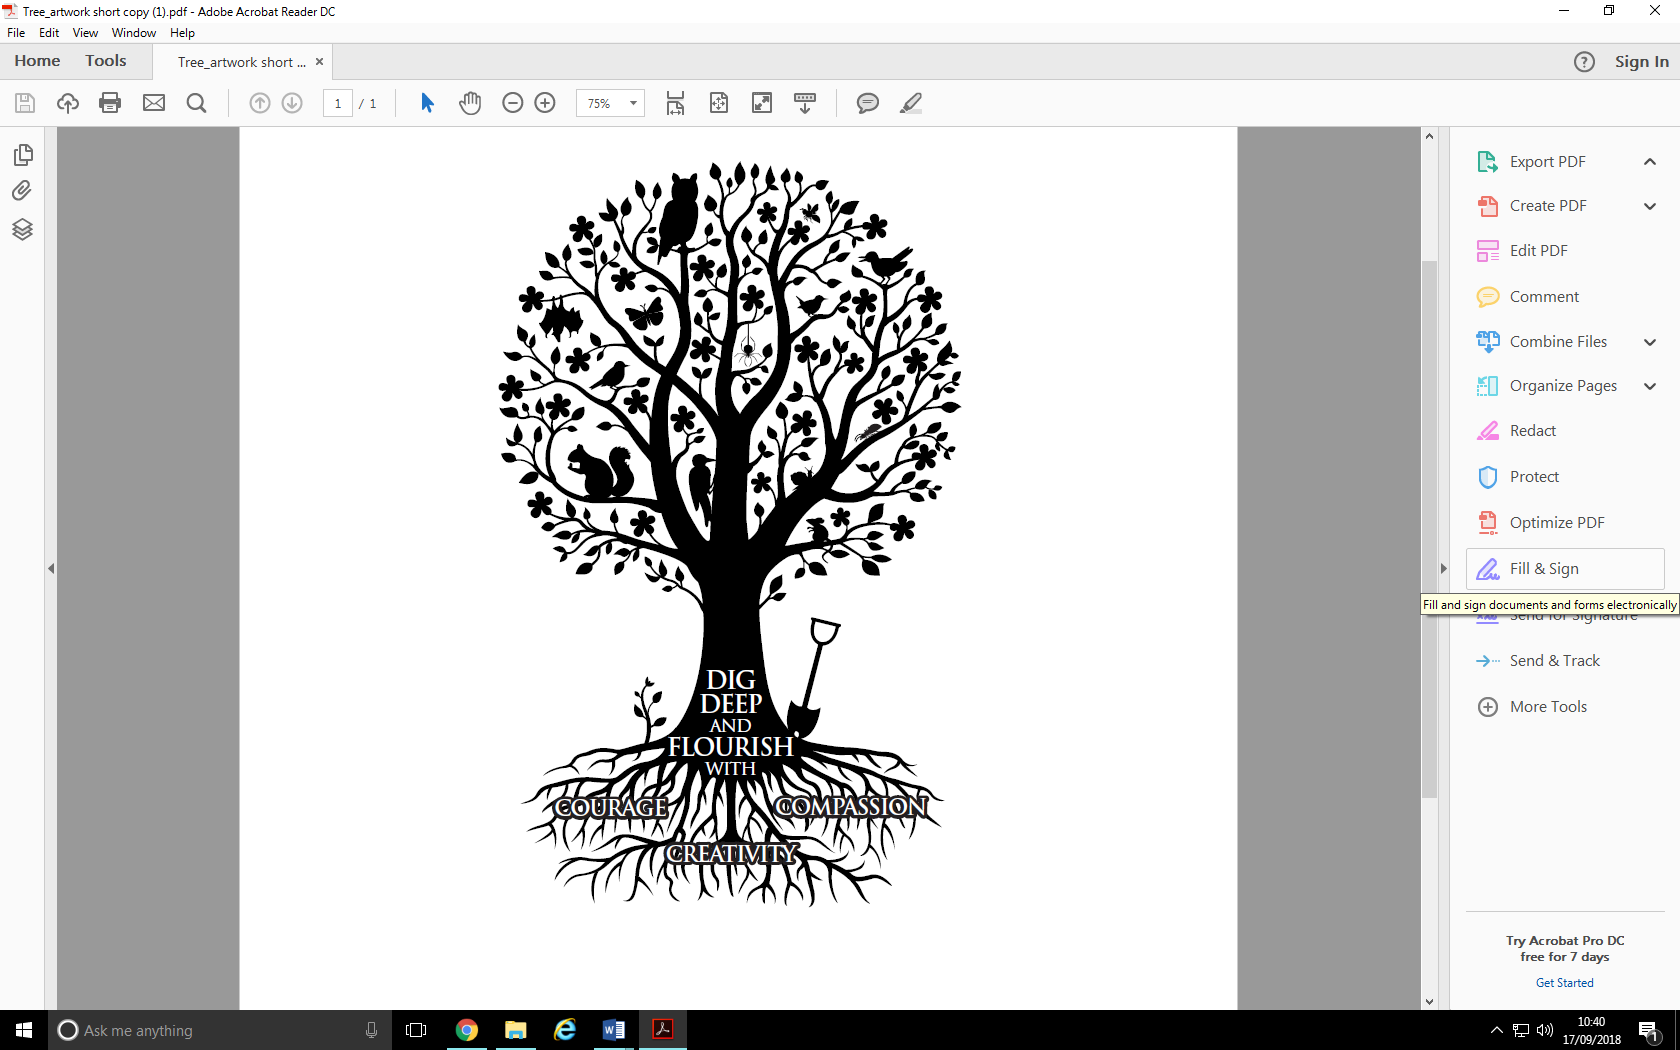 Tree_artwork short copy (1).pdf - Adobe Acrobat Reader DC
File Edit View Window Help
Home Tools Tree_artwork short ... × ? Sign In
1 / 1 75%
Export PDF
Create PDF
Edit PDF
Comment
Combine Files
Organize Pages
Redact
Protect
Optimize PDF
Fill & Sign
Fill and sign documents and forms electronically
Send for Signature
Send & Track
More Tools
DIG
DEEP
AND
FLOURISH
WITH
COURAGE COMPASSION
CREATIVITY
Try Acrobat Pro DC
free for 7 days
Get Started
Ask me anything
10:40
17/09/2018
1